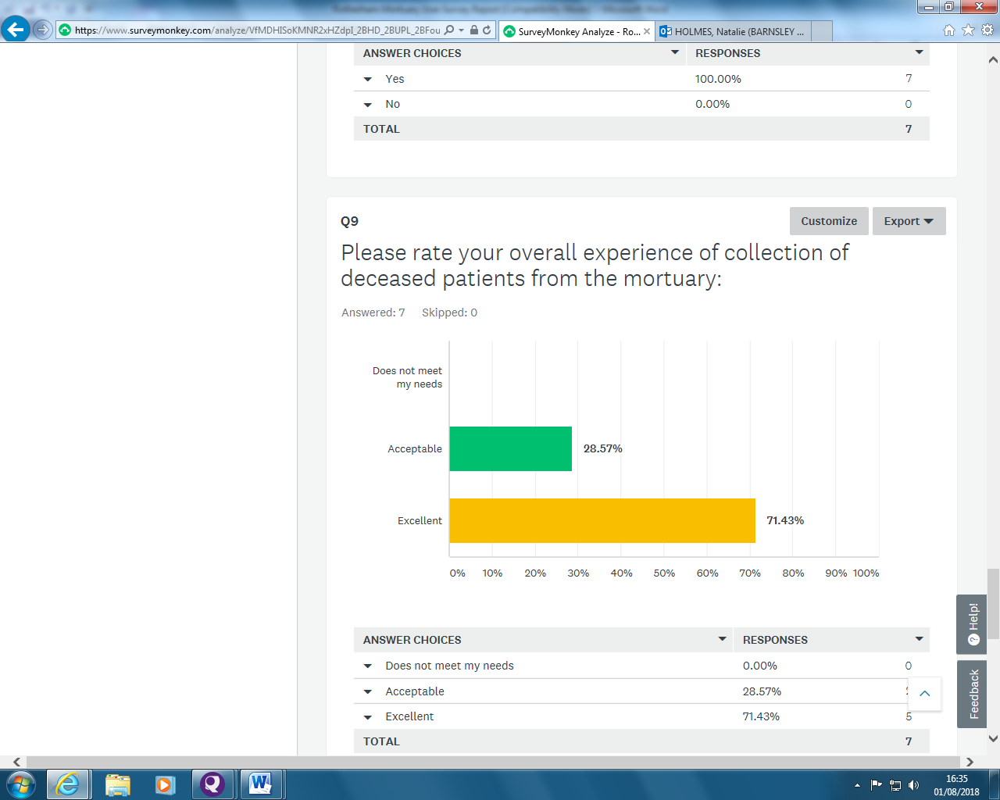 https://www.surveymonkey.com/analyze/VfMDHISoKMNR2xHZdpI_2BHD_2BUPL_2BFou
SurveyMonkey Analyze - Ro...
HOLMES, Natalie (BARNSLEY ...
ANSWER CHOICES RESPONSES
Yes 100.00% 7
No 0.00% 0
TOTAL 7
Q9
Customize Export
Please rate your overall experience of collection of
deceased patients from the mortuary:
Answered: 7 Skipped: 0
Does not meet
my needs
Acceptable 28.57%
Excellent 71.43%
0% 10% 20% 30% 40% 50% 60% 70% 80% 90% 100%
Help!
ANSWER CHOICES RESPONSES
Does not meet my needs 0.00% 0
Acceptable 28.57%
Excellent 71.43% 5
TOTAL 7
Feedback
16:35
01/08/2018